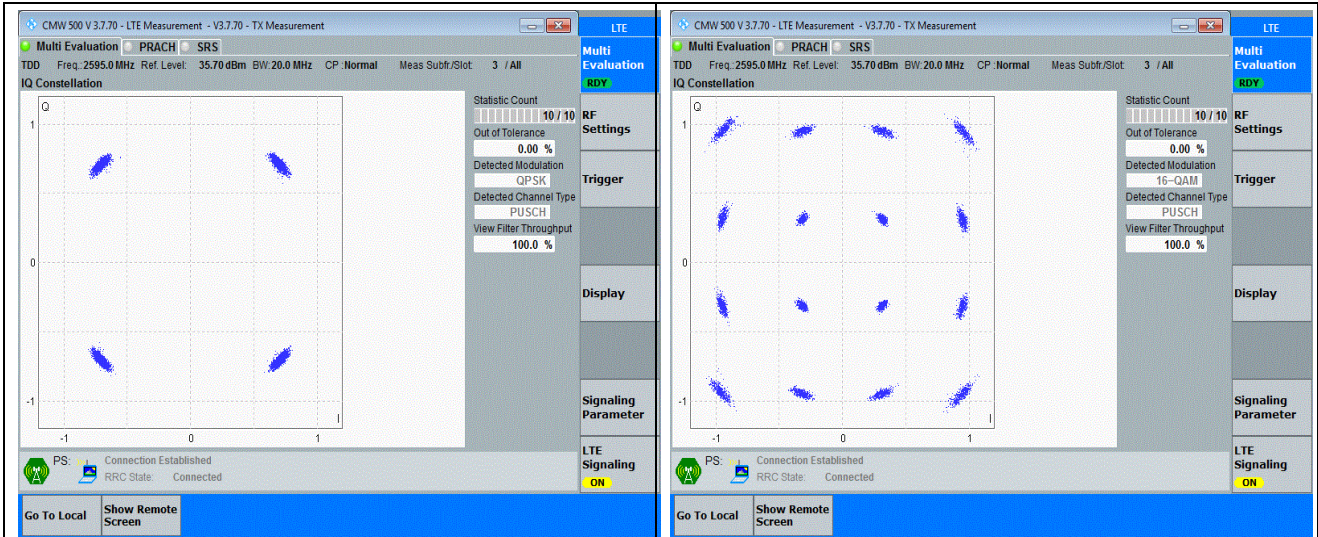 CMW 500 V 3.7.70 - LTE Measurement - V3.7.70 - TX Measurement
LTE
Multi Evaluation PRACH SRS
Multi
Evaluation
RDY
TDD Freq.:2595.0 MHz Ref. Level: 35.70 dBm BW:20.0 MHz CP :Normal Meas Subfr./Slot: 3 / All
IQ Constellation
Q
1
0
-1
-1 0 1
I
Statistic Count
10 / 10
Out of Tolerance
0.00 %
Detected Modulation
QPSK
Detected Channel Type
PUSCH
View Filter Throughput
100.0 %
RF
Settings
Trigger
Display
Signaling
Parameter
LTE
Signaling
ON
PS: Connection Established
RRC State: Connected
Go To Local
Show Remote
Screen
CMW 500 V 3.7.70 - LTE Measurement - V3.7.70 - TX Measurement
LTE
Multi Evaluation PRACH SRS
Multi
Evaluation
RDY
TDD Freq.:2595.0 MHz Ref. Level: 35.70 dBm BW:20.0 MHz CP :Normal Meas Subfr./Slot: 3 / All
IQ Constellation
Q
1
0
-1
-1 0 1
I
Statistic Count
10 / 10
Out of Tolerance
0.00 %
Detected Modulation
16-QAM
Detected Channel Type
PUSCH
View Filter Throughput
100.0 %
RF
Settings
Trigger
Display
Signaling
Parameter
LTE
Signaling
ON
PS: Connection Established
RRC State: Connected
Go To Local
Show Remote
Screen